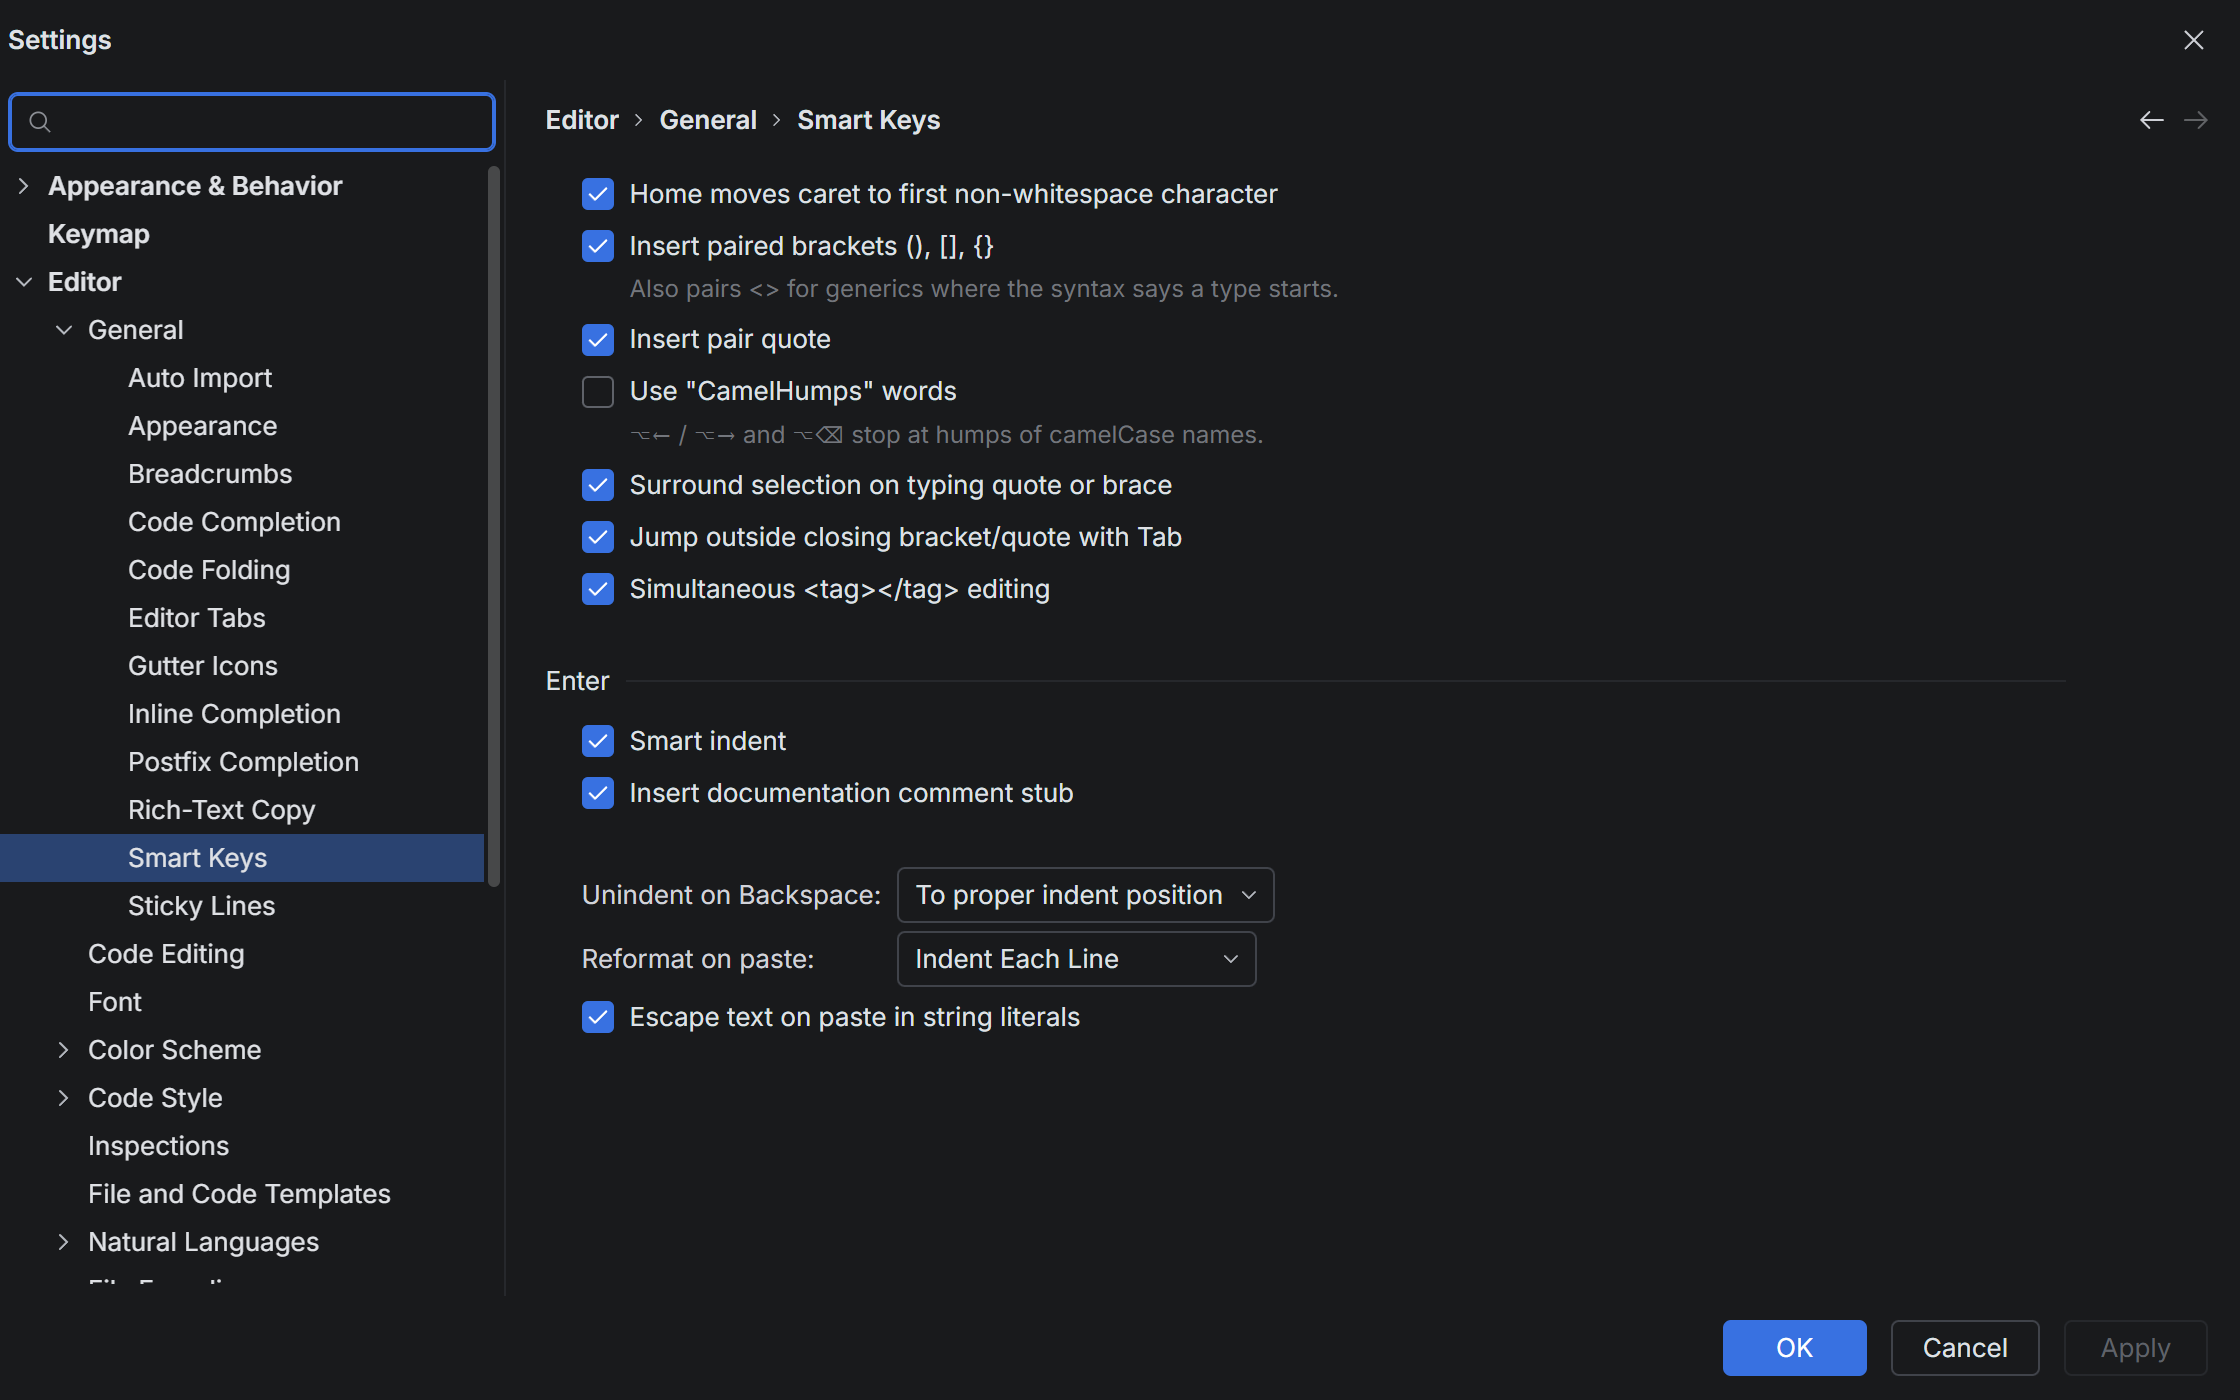 Settings
Appearance & Behavior
Keymap
Editor
General
Auto Import
Appearance
Breadcrumbs
Code Completion
Code Folding
Editor Tabs
Gutter Icons
Inline Completion
Postfix Completion
Rich-Text Copy
Smart Keys
Sticky Lines
Code Editing
Font
Color Scheme
Code Style
Inspections
File and Code Templates
Natural Languages
Editor › General › Smart Keys
Home moves caret to first non-whitespace character
Insert paired brackets (), [], {}
Also pairs <> for generics where the syntax says a type starts.
Insert pair quote
Use "CamelHumps" words
⌥← / ⌥→ and ⌥⌫ stop at humps of camelCase names.
Surround selection on typing quote or brace
Jump outside closing bracket/quote with Tab
Simultaneous <tag></tag> editing
Enter
Smart indent
Insert documentation comment stub
Unindent on Backspace: To proper indent position
Reformat on paste: Indent Each Line
Escape text on paste in string literals
OK Cancel Apply